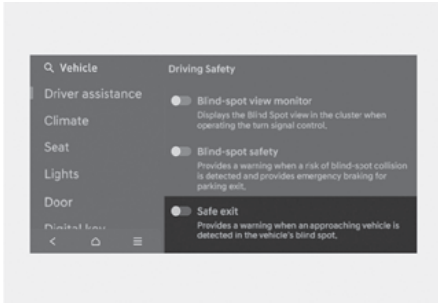 Vehicle
Driver assistance
Climate
Seat
Lights
Door
Digital key
Driving Safety
Blind-spot view monitor
Displays the Blind Spot view in the cluster when
operating the turn signal control.
Blind-spot safety
Provides a warning when a risk of blind-spot collision
is detected and provides emergency braking for
parking exit.
Safe exit
Provides a warning when an approaching vehicle is
detected in the vehicle's blind spot.